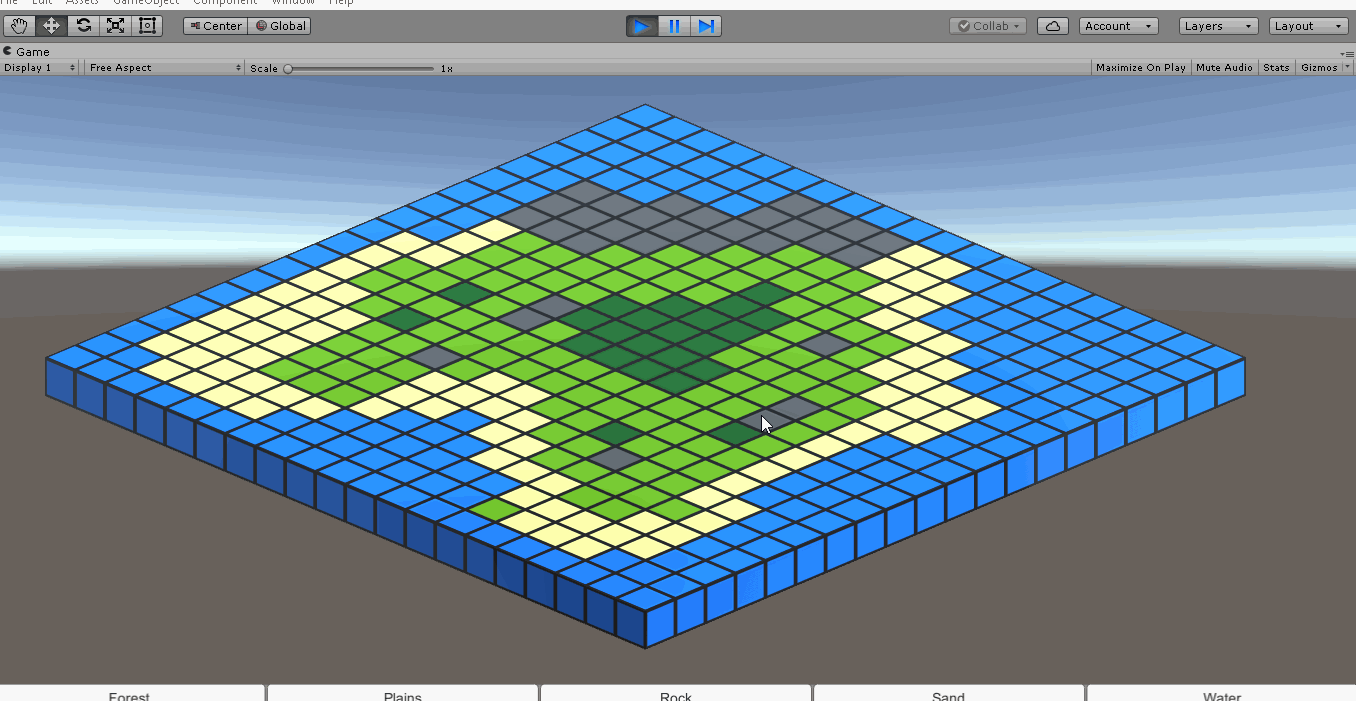 File Edit Assets GameObject Component Window Help
Center Global Collab Account Layers Layout
Game
Display 1 Free Aspect Scale 1x Maximize On Play Mute Audio Stats Gizmos
Forest Plains Rock Sand Water